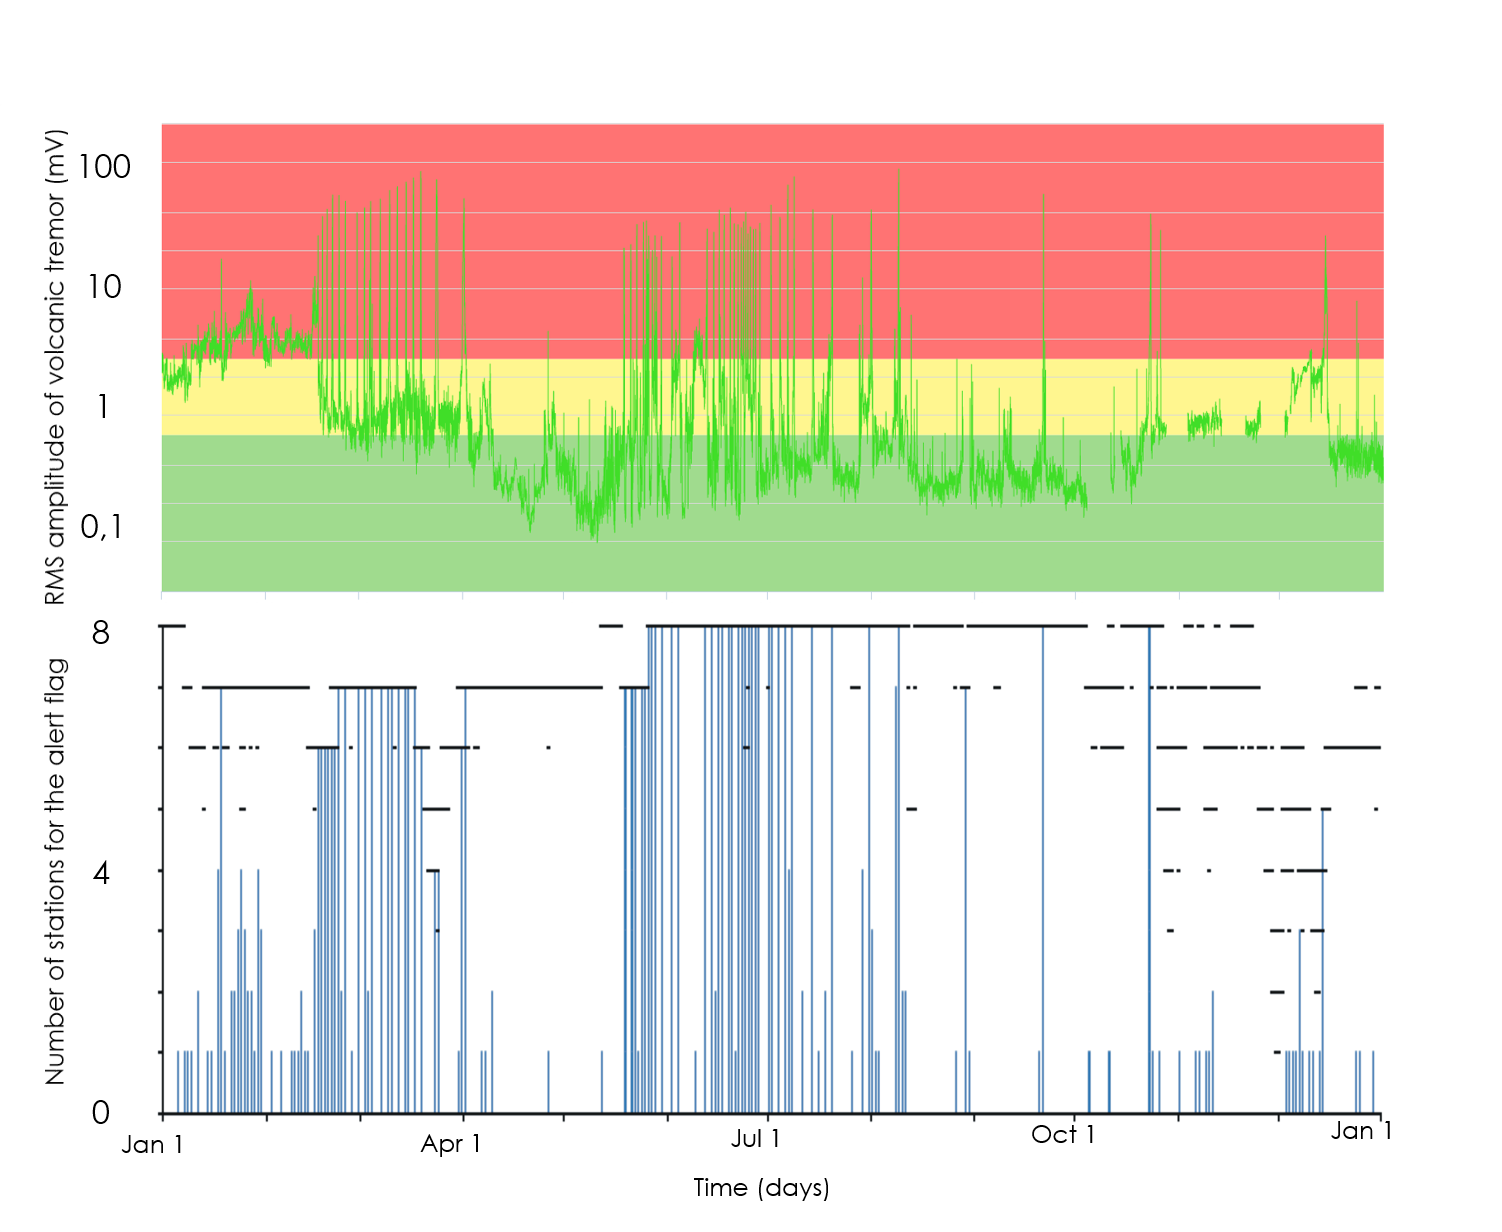 RMS amplitude of volcanic tremor (mV)
100
10
1
0,1
Number of stations for the alert flag
8
4
0
Jan 1
Apr 1
Jul 1
Oct 1
Jan 1
Time (days)